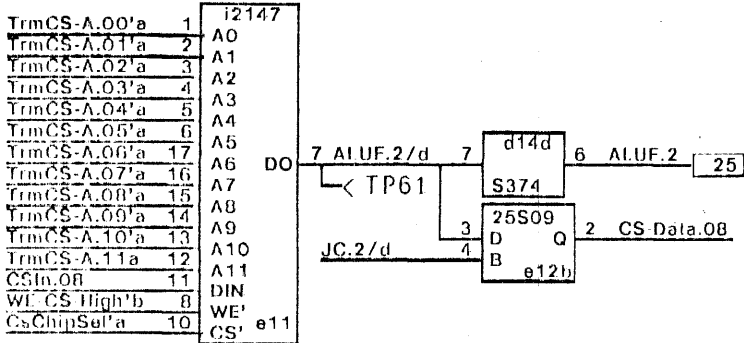 i2147
TrmCS-A.00'a 1 A0
TrmCS-A.01'a 2 A1
TrmCS-A.02'a 3 A2
TrmCS-A.03'a 4 A3
TrmCS-A.04'a 5 A4
TrmCS-A.05'a 6 A5
TrmCS-A.06'a 17 A6
TrmCS-A.07'a 16 A7
TrmCS-A.08'a 15 A8
TrmCS-A.09'a 14 A9
TrmCS-A.10'a 13 A10
TrmCS-A.11a 12 A11
CSIn.08 11 DIN
WE-CS-High'b 8 WE'
CsChipSel'a 10 CS'
e11
DO 7 ALUF.2/d 7 d14d 6 ALUF.2 25
S374
< TP61
25S09
3 D Q 2 CS-Data.08
JC.2/d 4 B
e12b